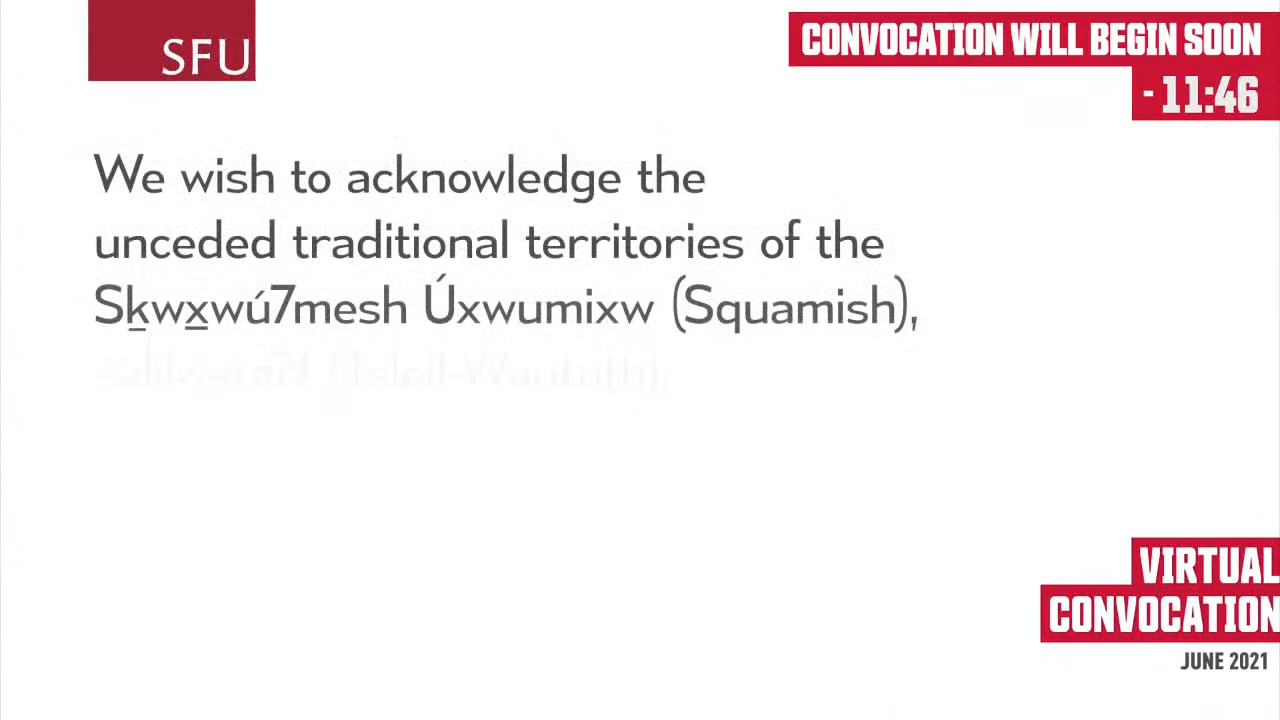 SFU
CONVOCATION WILL BEGIN SOON
- 11:46
We wish to acknowledge the
unceded traditional territories of the
Sḵwx̱wú7mesh Úxwumixw (Squamish),
VIRTUAL
CONVOCATION
JUNE 2021